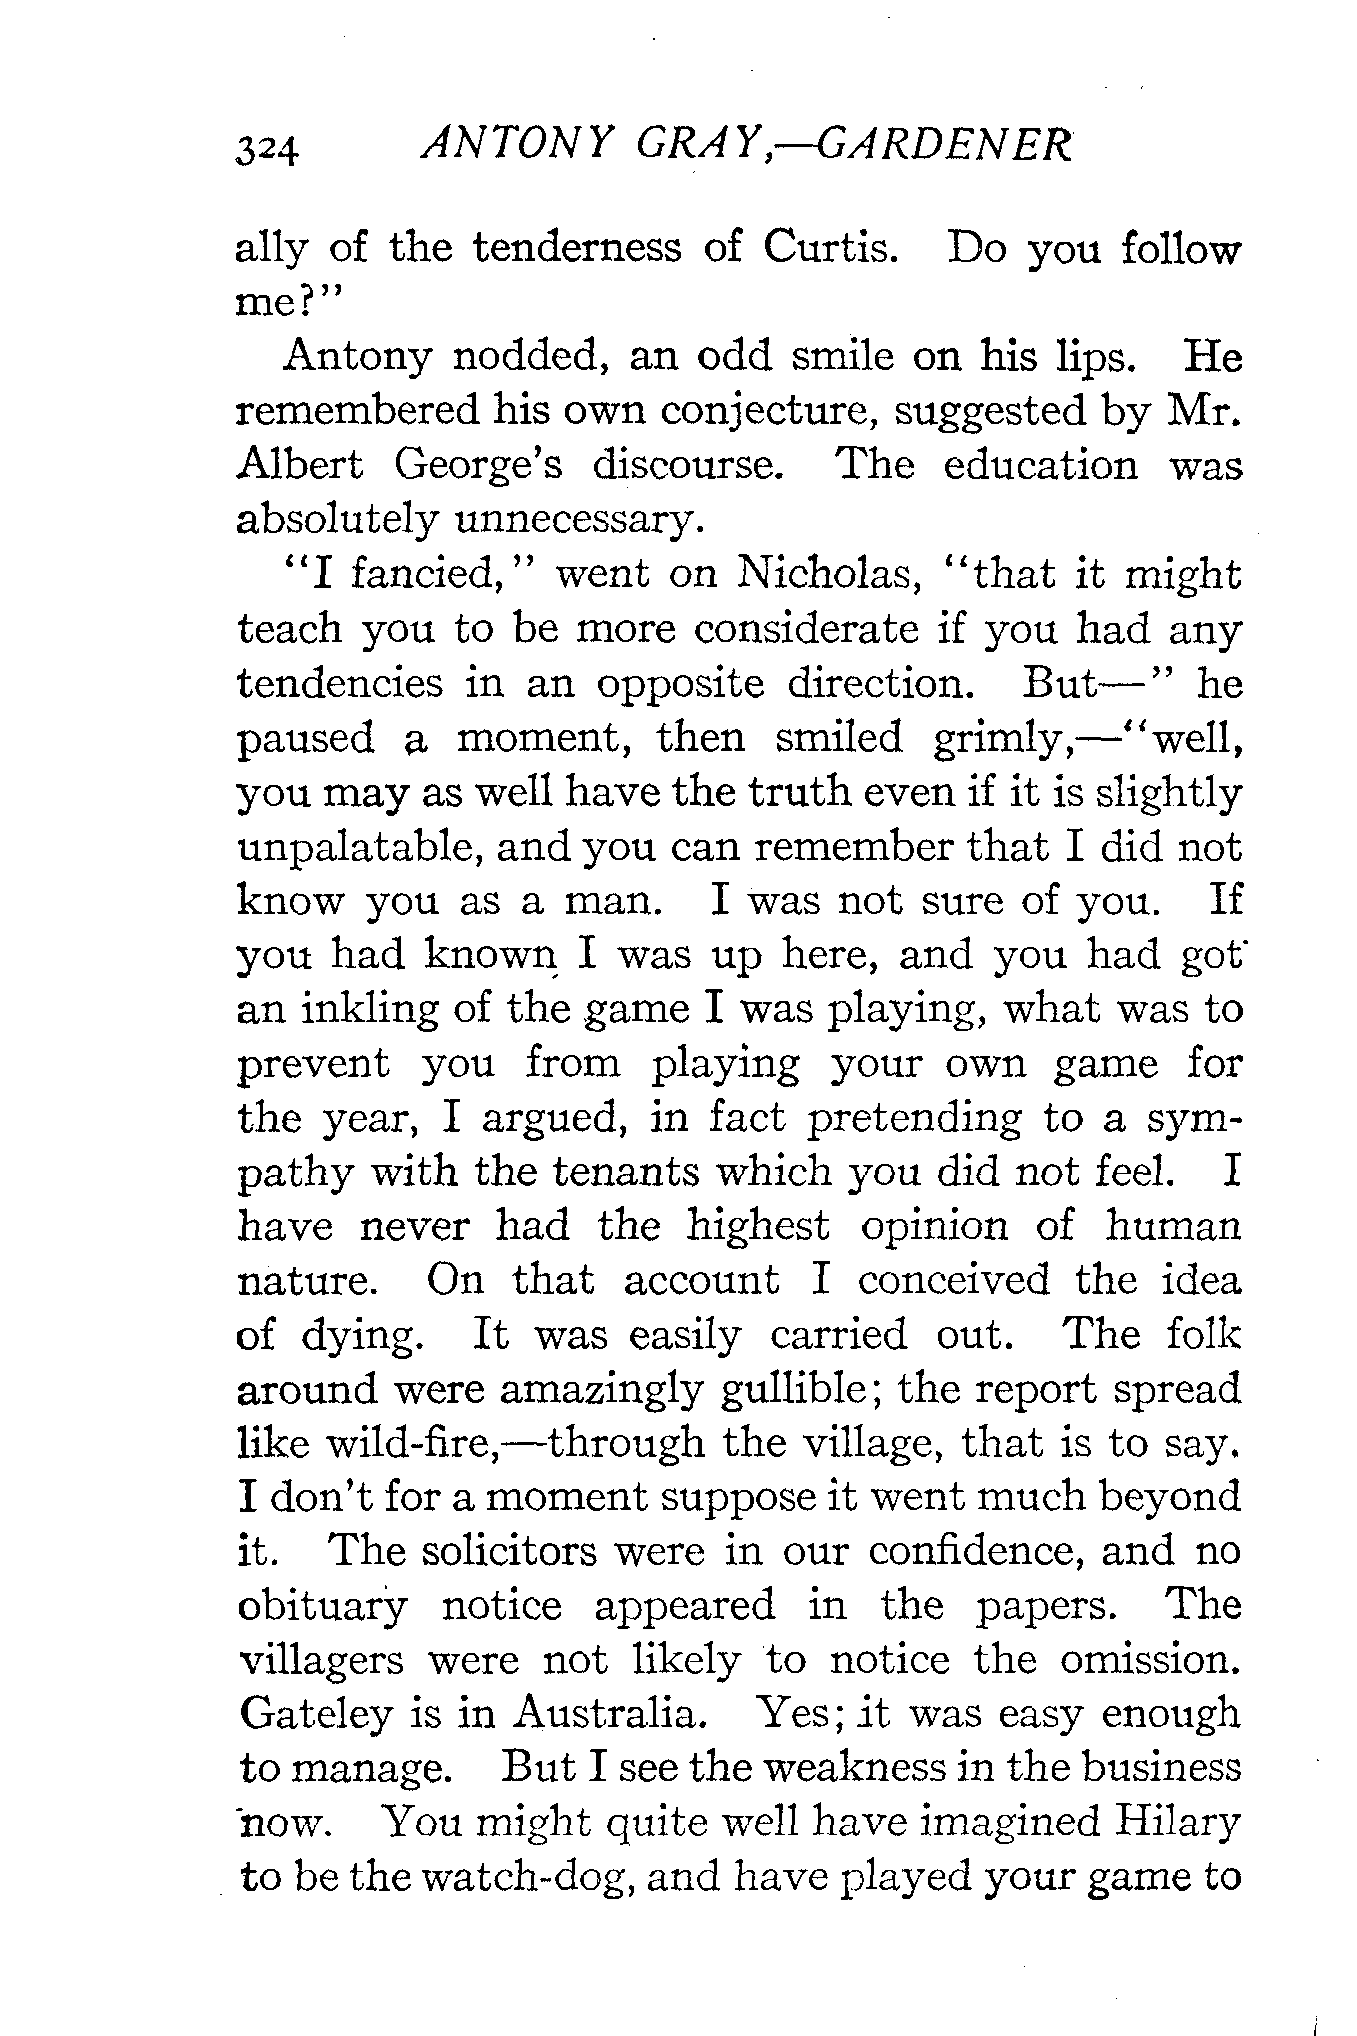 324 ANTONY GRAY,—GARDENER
ally of the tenderness of Curtis. Do you follow
me?"
Antony nodded, an odd smile on his lips. He
remembered his own conjecture, suggested by Mr.
Albert George's discourse. The education was
absolutely unnecessary.
"I fancied," went on Nicholas, "that it might
teach you to be more considerate if you had any
tendencies in an opposite direction. But—" he
paused a moment, then smiled grimly,—"well,
you may as well have the truth even if it is slightly
unpalatable, and you can remember that I did not
know you as a man. I was not sure of you. If
you had known I was up here, and you had got
an inkling of the game I was playing, what was to
prevent you from playing your own game for
the year, I argued, in fact pretending to a sym-
pathy with the tenants which you did not feel. I
have never had the highest opinion of human
nature. On that account I conceived the idea
of dying. It was easily carried out. The folk
around were amazingly gullible; the report spread
like wild-fire,—through the village, that is to say.
I don't for a moment suppose it went much beyond
it. The solicitors were in our confidence, and no
obituary notice appeared in the papers. The
villagers were not likely to notice the omission.
Gateley is in Australia. Yes; it was easy enough
to manage. But I see the weakness in the business
now. You might quite well have imagined Hilary
to be the watch-dog, and have played your game to